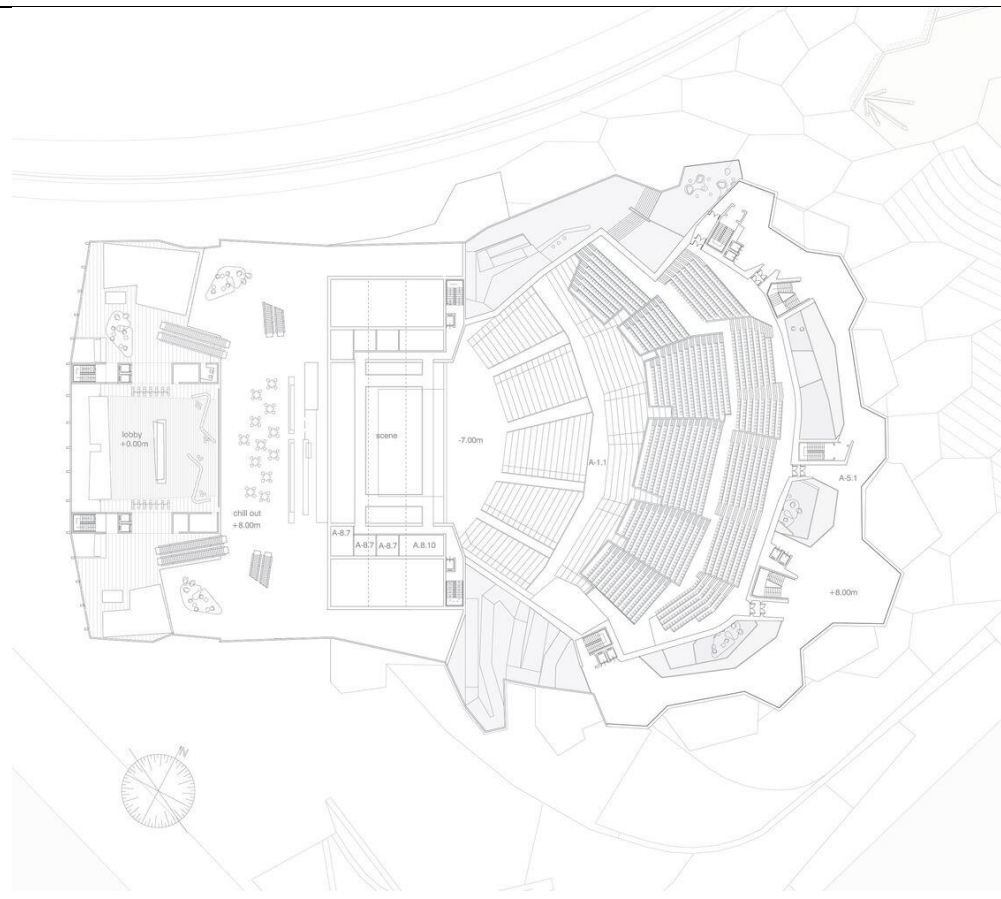 lobby
+0.00m
chill out
+8.00m
scene
-7.00m
A-1.1
A-5.1
+8.00m
A-8.7
A-8.7
A-8.7
A.8.10
N